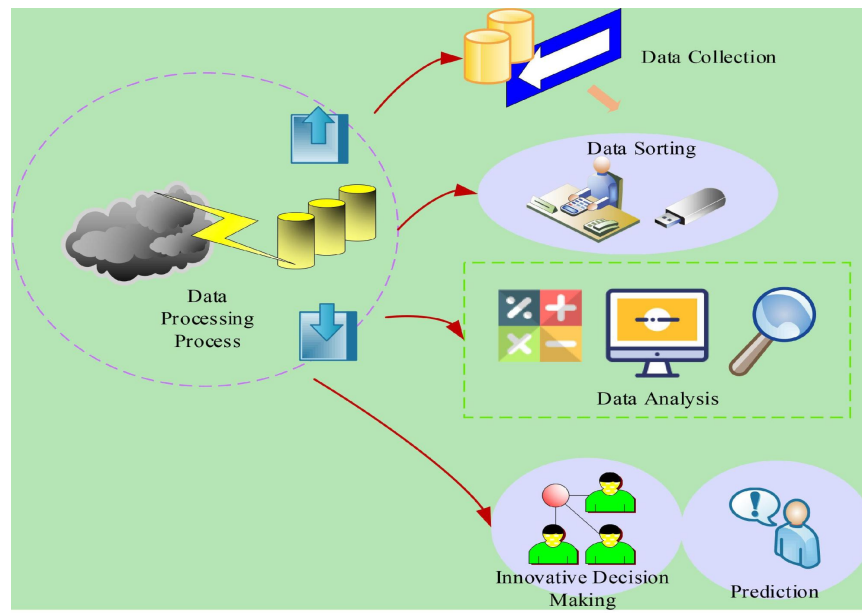 Data Collection
Data Sorting
Data
Processing
Process
Data Analysis
Innovative Decision
Making
Prediction